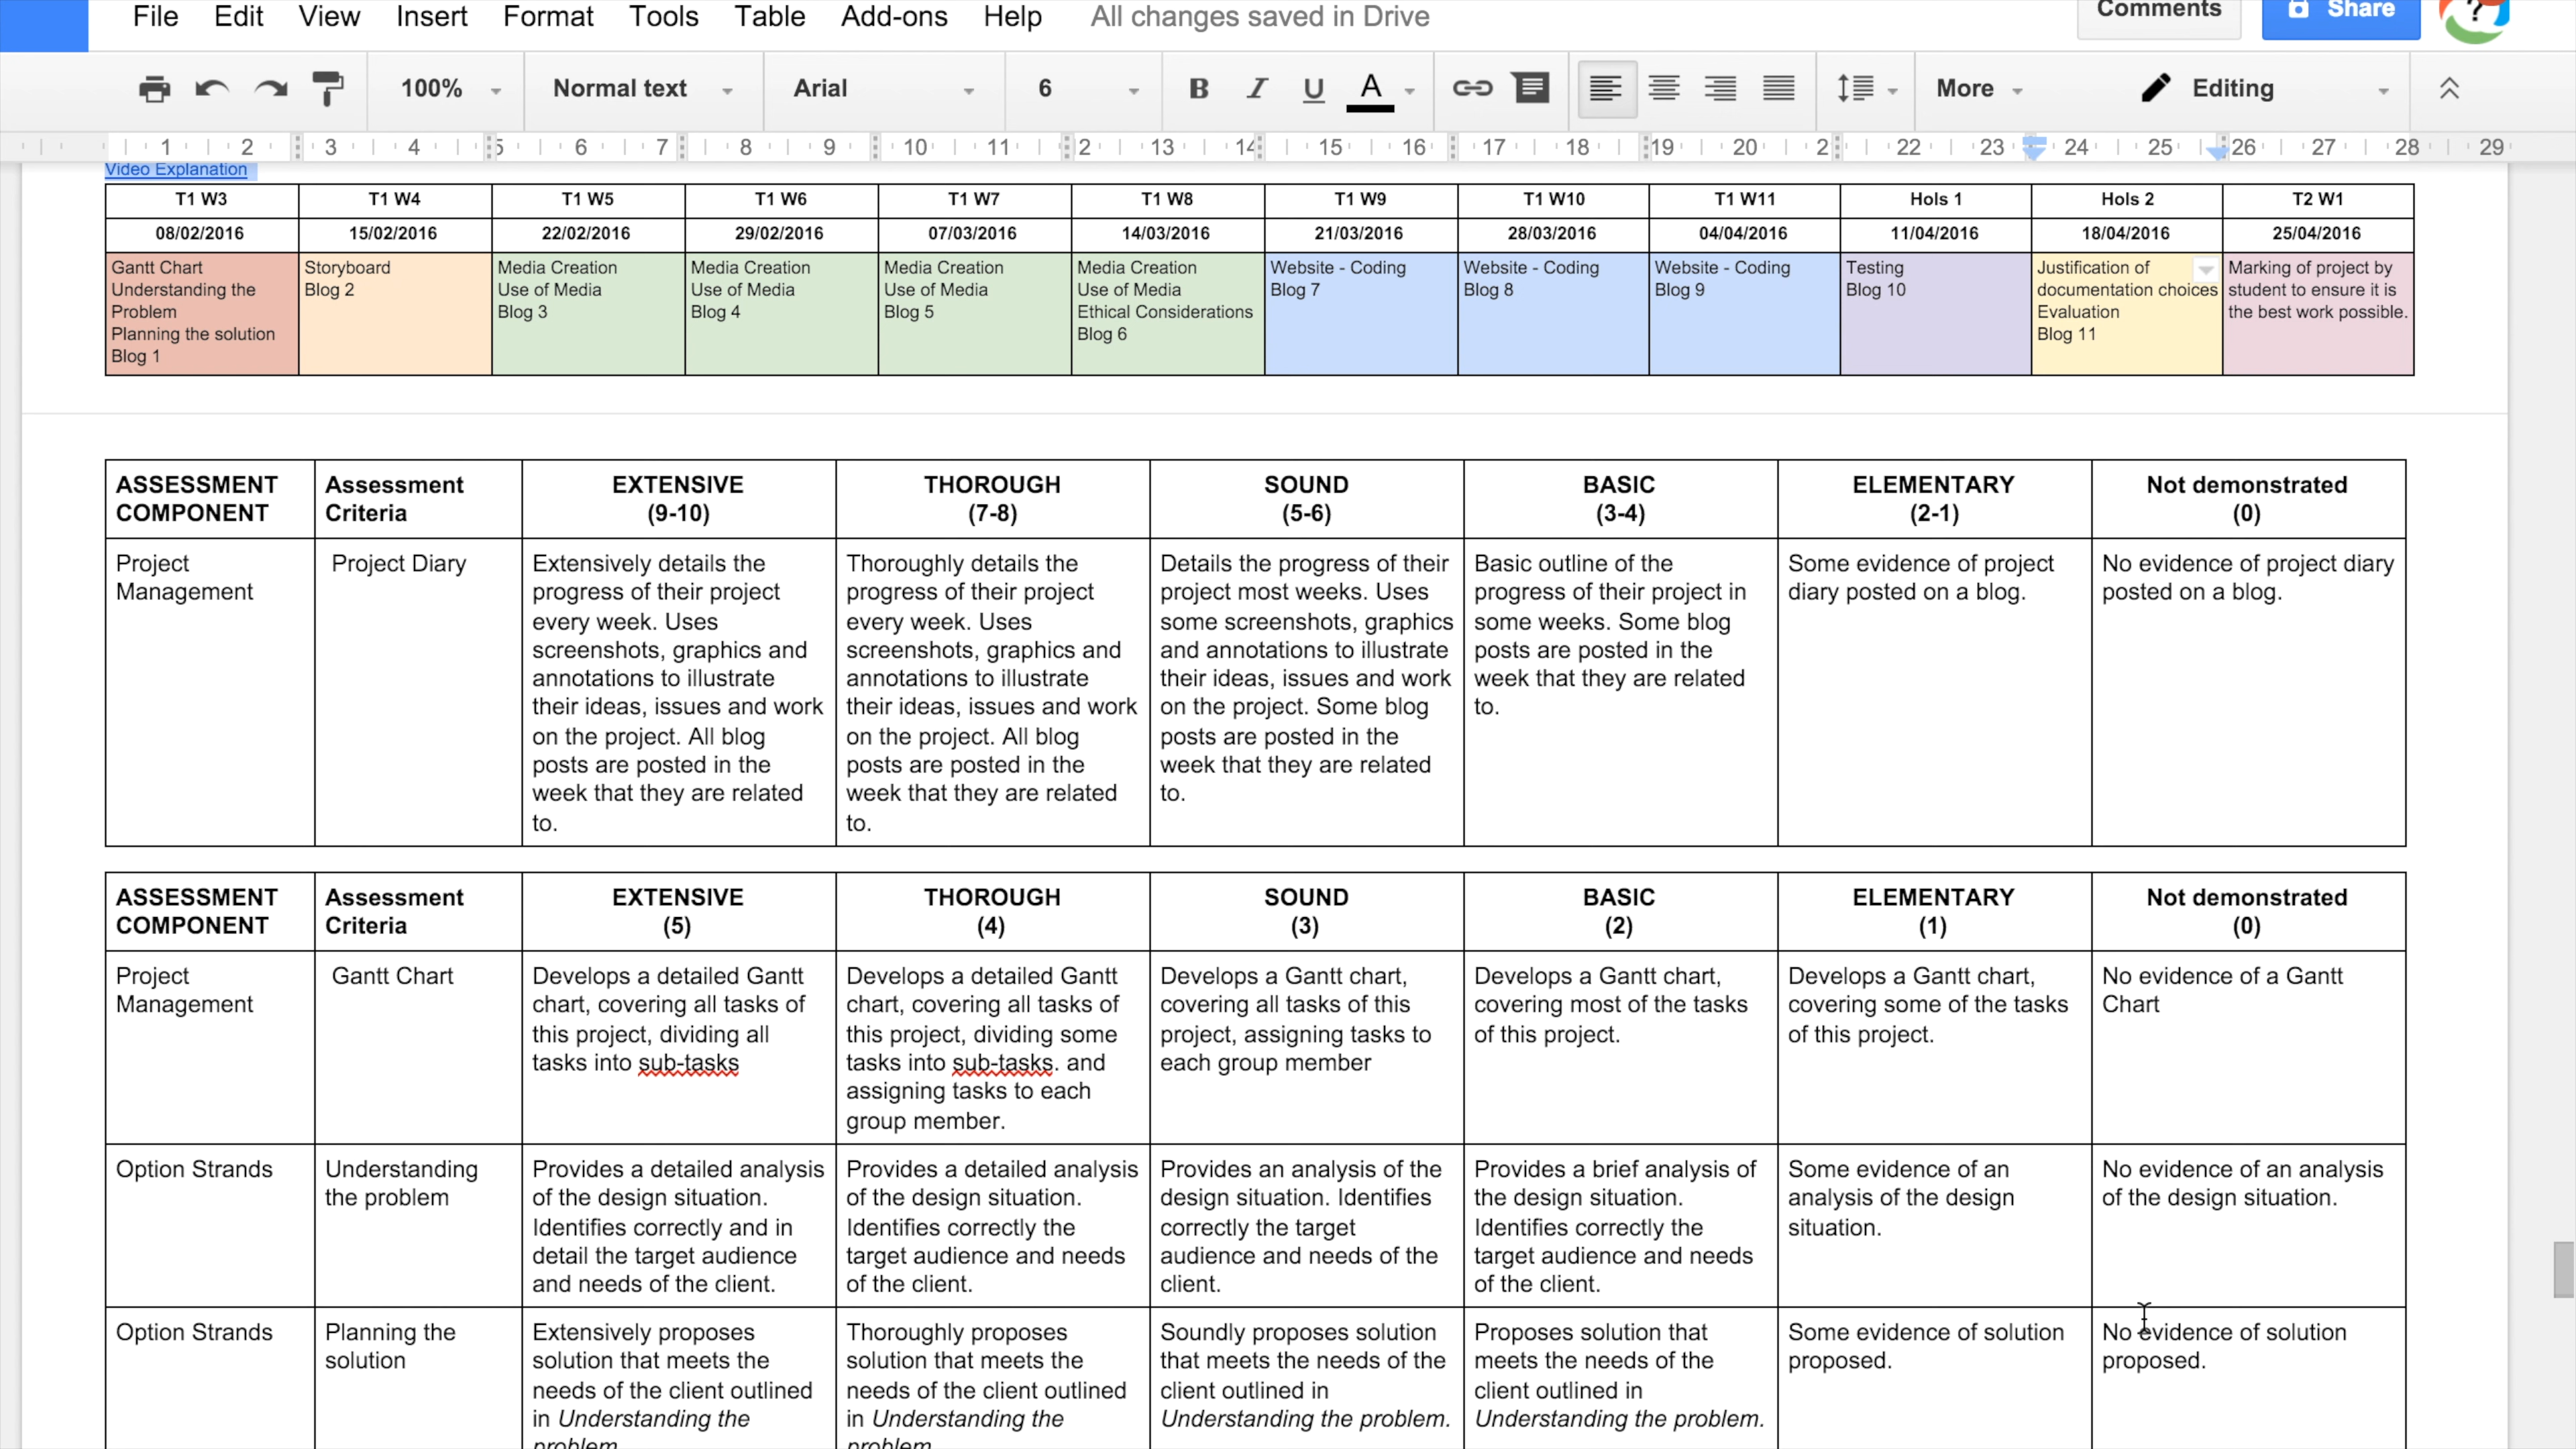 File Edit View Insert Format Tools Table Add-ons Help All changes saved in Drive Comments Share
100% Normal text Arial 6 B I U A More Editing
1 2 3 4 5 6 7 8 9 10 11 12 13 14 15 16 17 18 19 20 2 22 23 24 25 26 27 28 29
Video Explanation
T1 W3 T1 W4 T1 W5 T1 W6 T1 W7 T1 W8 T1 W9 T1 W10 T1 W11 Hols 1 Hols 2 T2 W1
08/02/2016 15/02/2016 22/02/2016 29/02/2016 07/03/2016 14/03/2016 21/03/2016 28/03/2016 04/04/2016 11/04/2016 18/04/2016 25/04/2016
Gantt Chart
Understanding the
Problem
Planning the solution
Blog 1
Storyboard
Blog 2
Media Creation
Use of Media
Blog 3
Media Creation
Use of Media
Blog 4
Media Creation
Use of Media
Blog 5
Media Creation
Use of Media
Ethical Considerations
Blog 6
Website - Coding
Blog 7
Website - Coding
Blog 8
Website - Coding
Blog 9
Testing
Blog 10
Justification of
documentation choices
Evaluation
Blog 11
Marking of project by
student to ensure it is
the best work possible.
ASSESSMENT
COMPONENT
Assessment
Criteria
EXTENSIVE
(9-10)
THOROUGH
(7-8)
SOUND
(5-6)
BASIC
(3-4)
ELEMENTARY
(2-1)
Not demonstrated
(0)
Project
Management
Project Diary
Extensively details the
progress of their project
every week. Uses
screenshots, graphics and
annotations to illustrate
their ideas, issues and work
on the project. All blog
posts are posted in the
week that they are related
to.
Thoroughly details the
progress of their project
every week. Uses
screenshots, graphics and
annotations to illustrate
their ideas, issues and work
on the project. All blog
posts are posted in the
week that they are related
to.
Details the progress of their
project most weeks. Uses
some screenshots, graphics
and annotations to illustrate
their ideas, issues and work
on the project. Some blog
posts are posted in the
week that they are related
to.
Basic outline of the
progress of their project in
some weeks. Some blog
posts are posted in the
week that they are related
to.
Some evidence of project
diary posted on a blog.
No evidence of project diary
posted on a blog.
ASSESSMENT
COMPONENT
Assessment
Criteria
EXTENSIVE
(5)
THOROUGH
(4)
SOUND
(3)
BASIC
(2)
ELEMENTARY
(1)
Not demonstrated
(0)
Project
Management
Gantt Chart
Develops a detailed Gantt
chart, covering all tasks of
this project, dividing all
tasks into sub-tasks
Develops a detailed Gantt
chart, covering all tasks of
this project, dividing some
tasks into sub-tasks. and
assigning tasks to each
group member.
Develops a Gantt chart,
covering all tasks of this
project, assigning tasks to
each group member
Develops a Gantt chart,
covering most of the tasks
of this project.
Develops a Gantt chart,
covering some of the tasks
of this project.
No evidence of a Gantt
Chart
Option Strands
Understanding
the problem
Provides a detailed analysis
of the design situation.
Identifies correctly and in
detail the target audience
and needs of the client.
Provides a detailed analysis
of the design situation.
Identifies correctly the
target audience and needs
of the client.
Provides an analysis of the
design situation. Identifies
correctly the target
audience and needs of the
client.
Provides a brief analysis of
the design situation.
Identifies correctly the
target audience and needs
of the client.
Some evidence of an
analysis of the design
situation.
No evidence of an analysis
of the design situation.
Option Strands
Planning the
solution
Extensively proposes
solution that meets the
needs of the client outlined
in Understanding the
problem
Thoroughly proposes
solution that meets the
needs of the client outlined
in Understanding the
problem
Soundly proposes solution
that meets the needs of the
client outlined in
Understanding the problem.
Proposes solution that
meets the needs of the
client outlined in
Understanding the problem.
Some evidence of solution
proposed.
No evidence of solution
proposed.